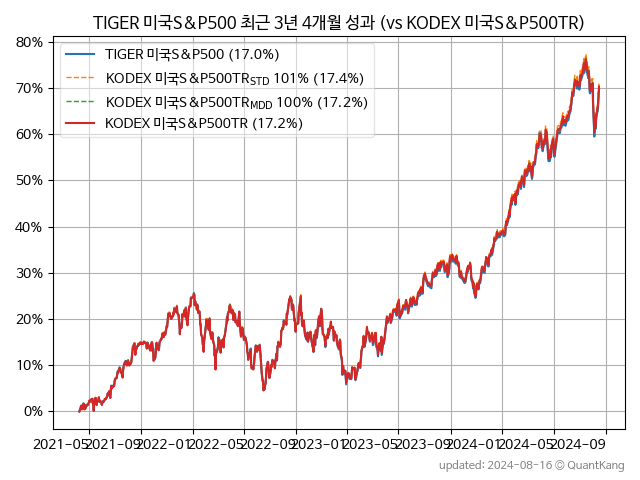 TIGER 미국S&P500 최근 3년 4개월 성과 (vs KODEX 미국S&P500TR)
TIGER 미국S&P500 (17.0%)
KODEX 미국S&P500TR_STD 101% (17.4%)
KODEX 미국S&P500TR_MDD 100% (17.2%)
KODEX 미국S&P500TR (17.2%)
80%
70%
60%
50%
40%
30%
20%
10%
0%
2021-05 2021-09 2022-01 2022-05 2022-09 2023-01 2023-05 2023-09 2024-01 2024-05 2024-09
updated: 2024-08-16 © QuantKang